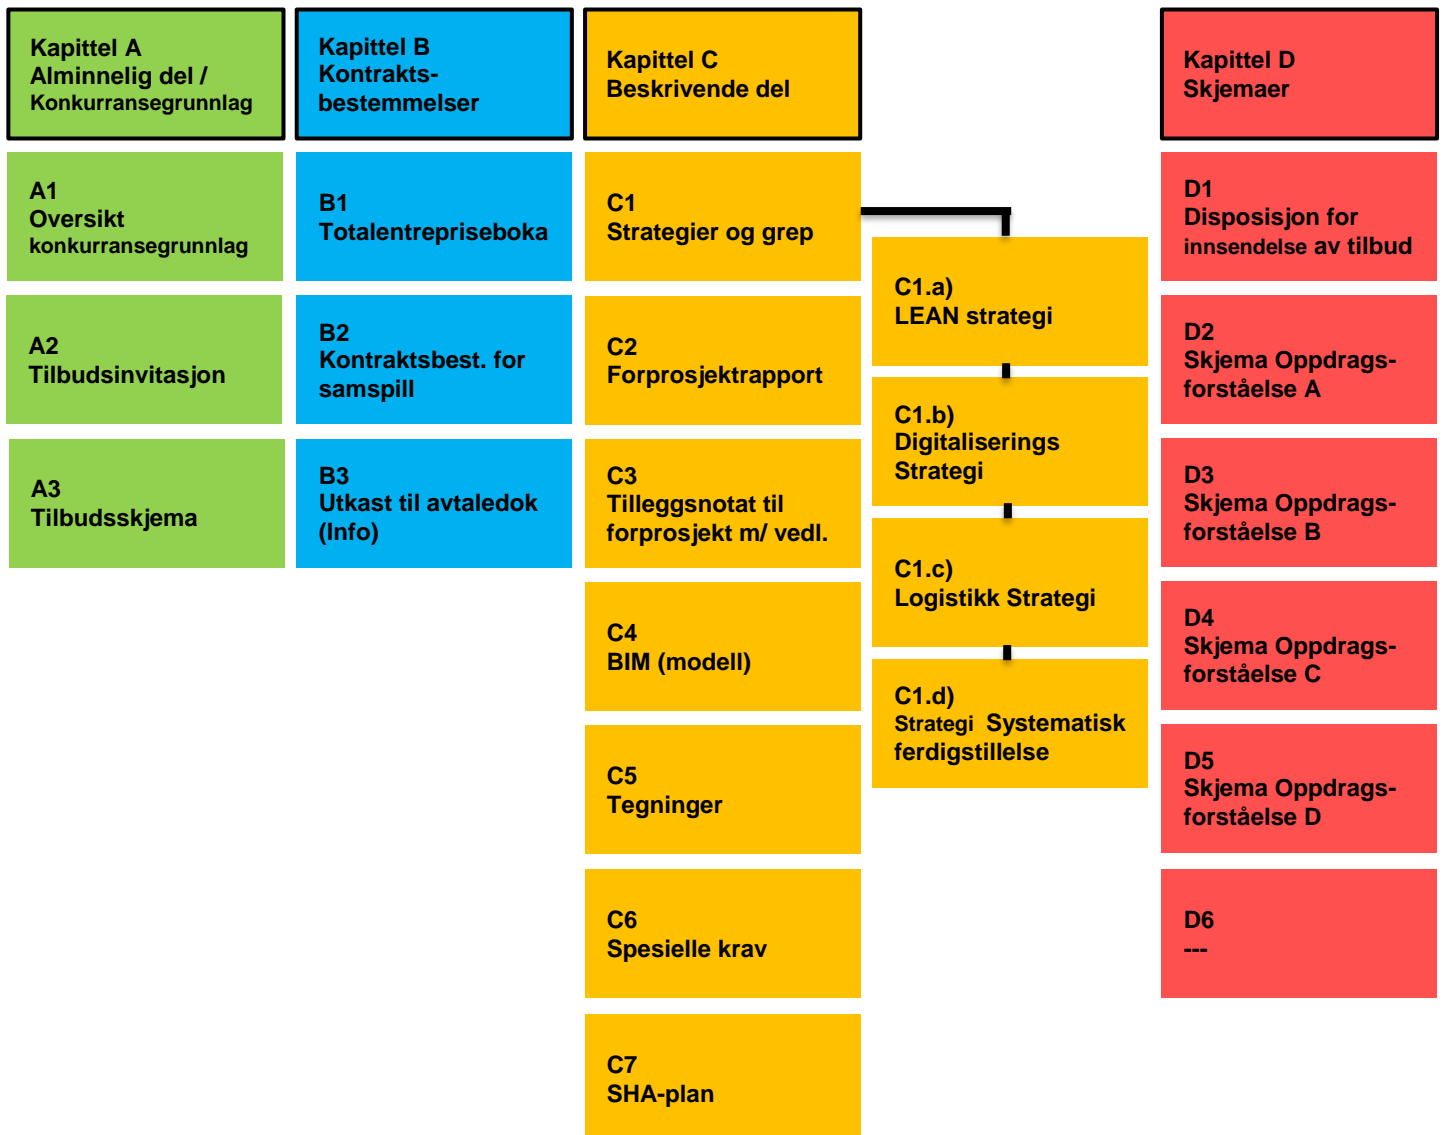 Kapittel A
Alminnelig del /
Konkurransegrunnlag
A1
Oversikt
konkurransegrunnlag
A2
Tilbudsinvitasjon
A3
Tilbudsskjema
Kapittel B
Kontrakts-
bestemmelser
B1
Totalentrepriseboka
B2
Kontraktsbest. for
samspill
B3
Utkast til avtaledok
(Info)
Kapittel C
Beskrivende del
C1
Strategier og grep
C2
Forprosjektrapport
C3
Tilleggsnotat til
forprosjekt m/ vedl.
C4
BIM (modell)
C5
Tegninger
C6
Spesielle krav
C7
SHA-plan
C1.a)
LEAN strategi
C1.b)
Digitaliserings
Strategi
C1.c)
Logistikk Strategi
C1.d)
Strategi Systematisk
ferdigstillelse
Kapittel D
Skjemaer
D1
Disposisjon for
innsendelse av tilbud
D2
Skjema Oppdrags-
forståelse A
D3
Skjema Oppdrags-
forståelse B
D4
Skjema Oppdrags-
forståelse C
D5
Skjema Oppdrags-
forståelse D
D6
---